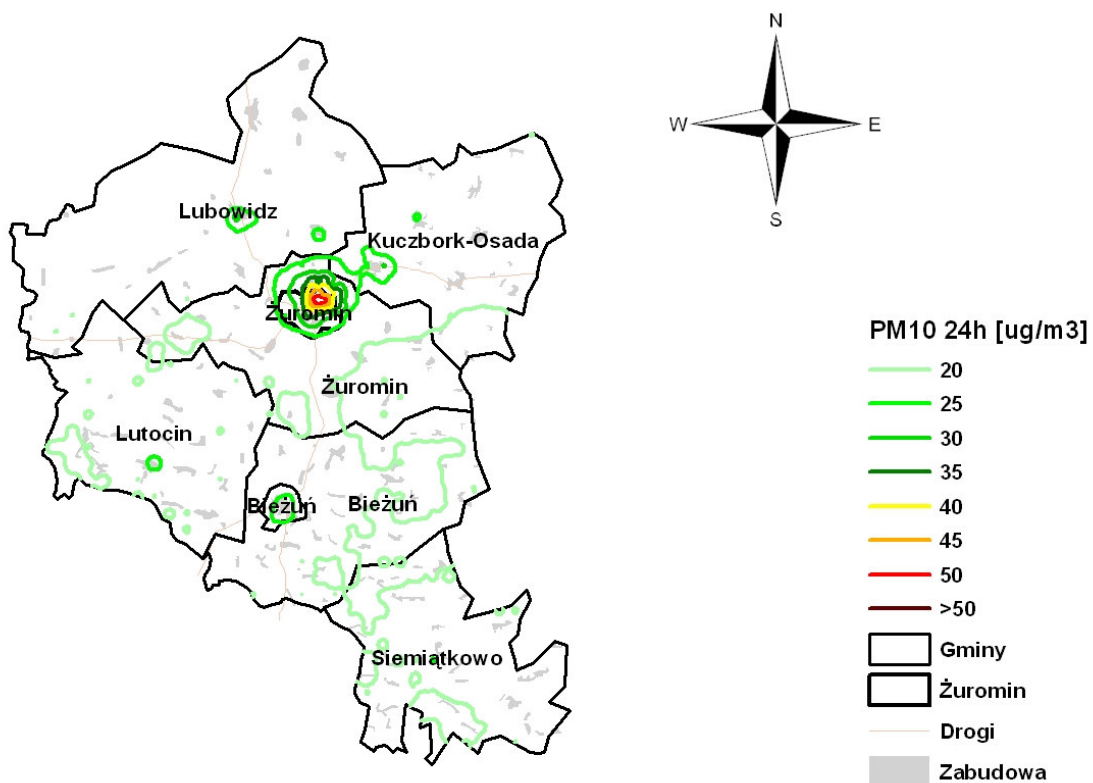 N
W
E
S
Lubowidz
Kuczbork-Osada
Żuromin
Żuromin
Lutocin
Bieżuń
Bieżuń
Siemiątkowo
PM10 24h [ug/m3]
20
25
30
35
40
45
50
>50
Gminy
Żuromin
Drogi
Zabudowa